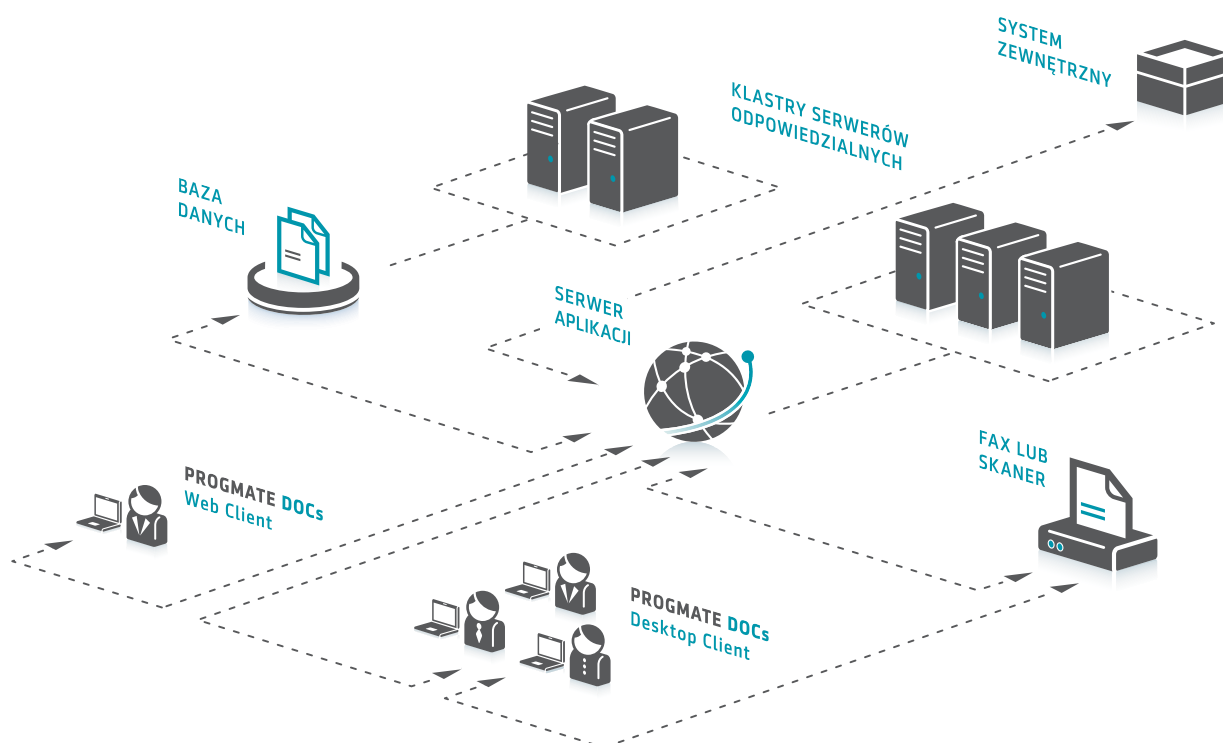 SYSTEM
ZEWNĘTRZNY
KLASTRY SERWERÓW
ODPOWIEDZIALNYCH
BAZA
DANYCH
SERWER
APLIKACJI
FAX LUB
SKANER
PROGMATE DOCs
Web Client
PROGMATE DOCs
Desktop Client